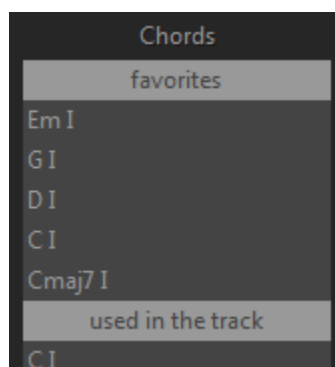 Chords
favorites
Em I
G I
D I
C I
Cmaj7 I
used in the track
C I